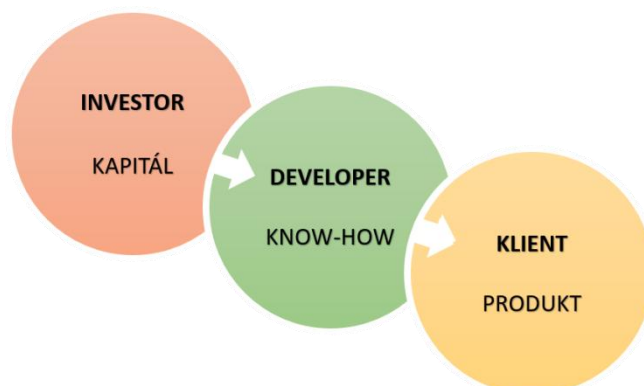 INVESTOR
KAPITÁL
DEVELOPER
KNOW-HOW
KLIENT
PRODUKT